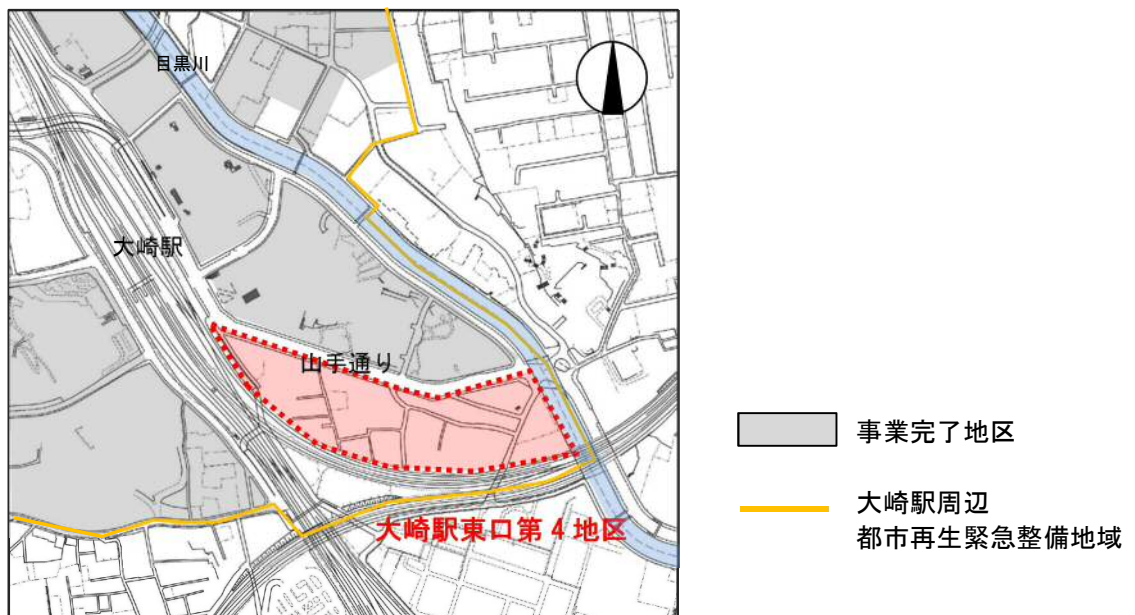 目黒川
大崎駅
山手通り
大崎駅東口第4地区
事業完了地区
大崎駅周辺
都市再生緊急整備地域